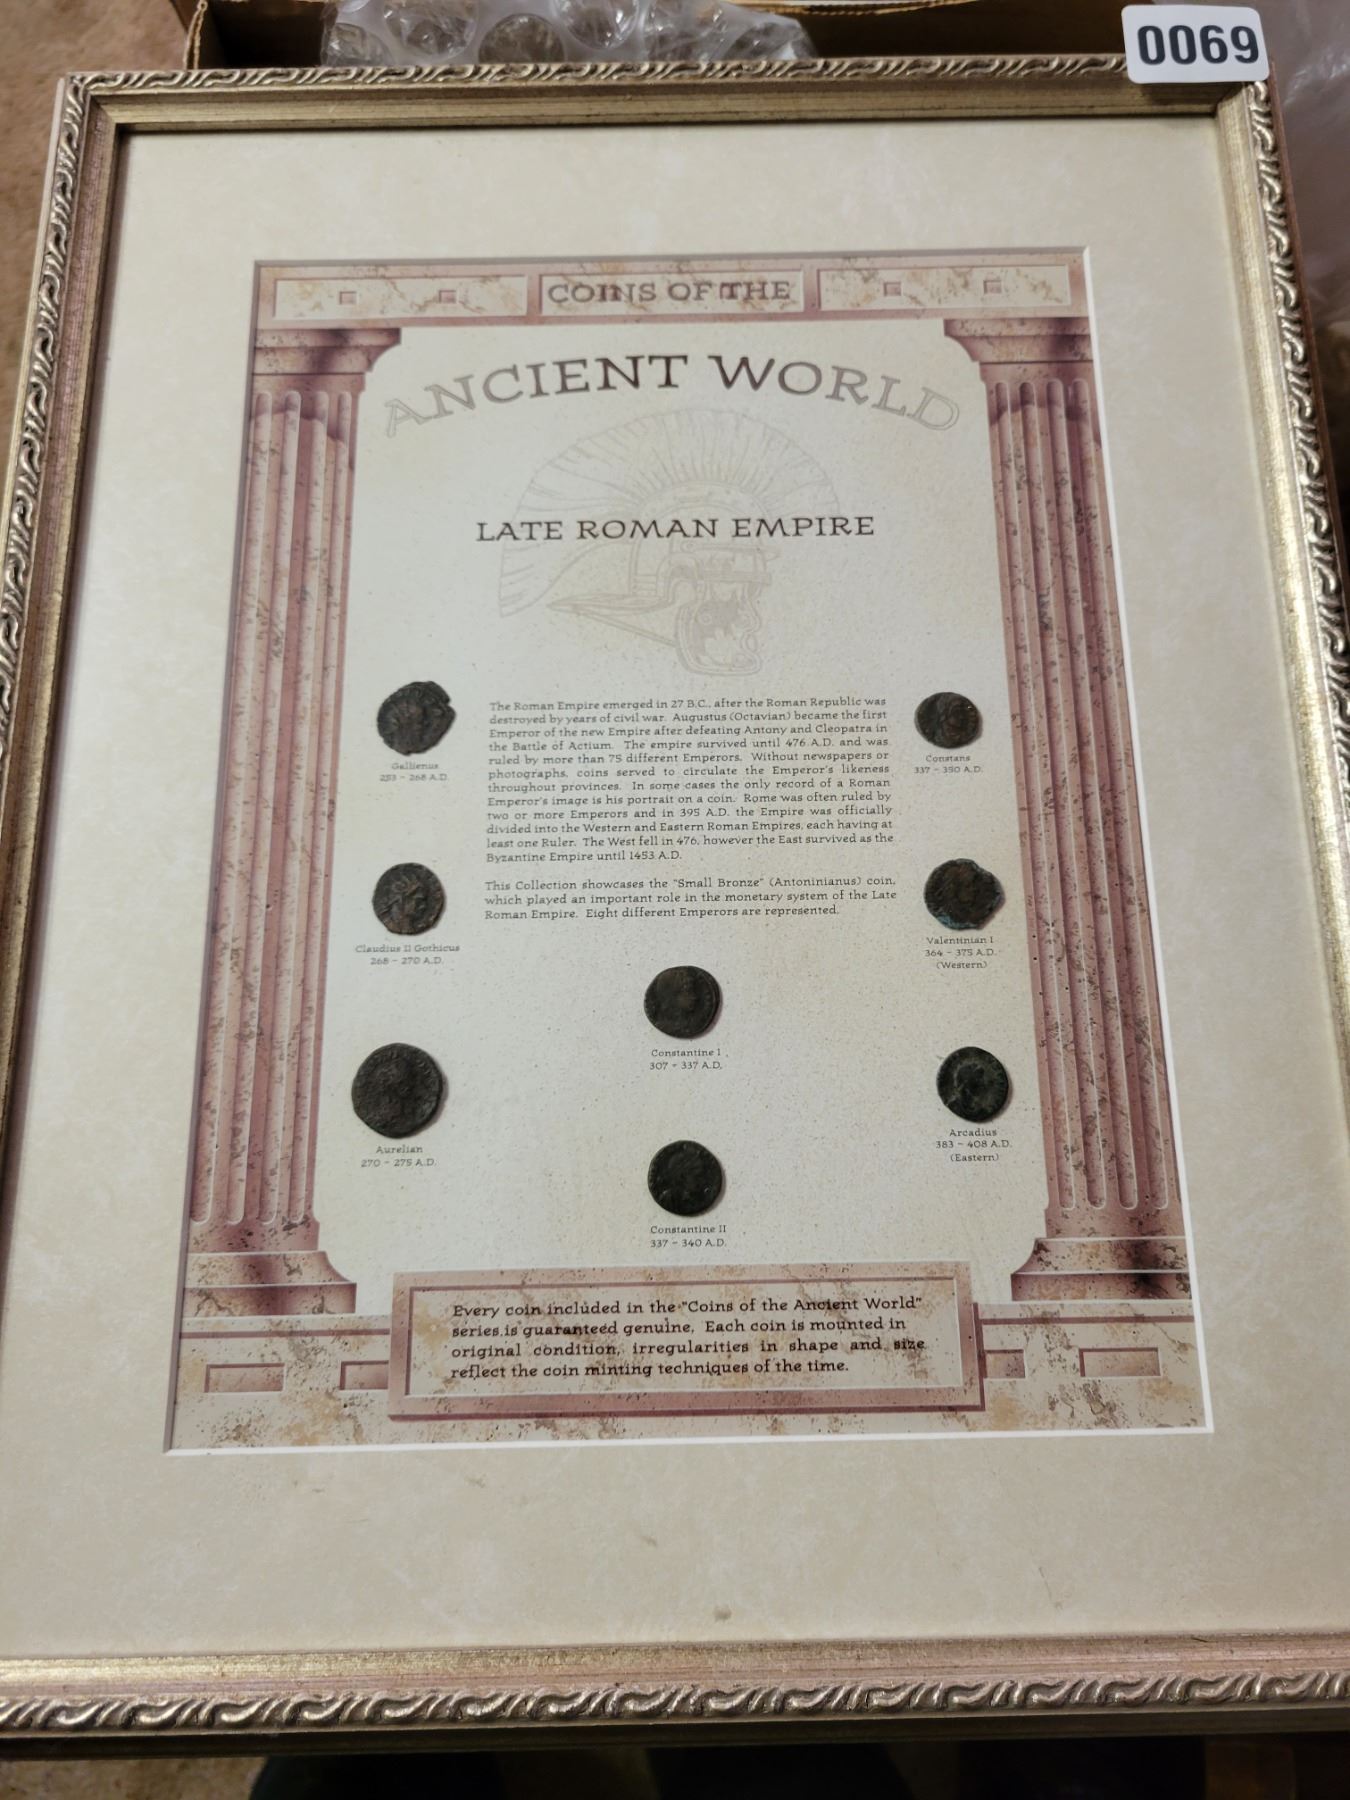 0069
COINS OF THE
ANCIENT WORLD
LATE ROMAN EMPIRE
The Roman Empire emerged in 27 B.C., after the Roman Republic was
destroyed by years of civil war. Augustus (Octavian) became the first
Emperor of the new Empire after defeating Antony and Cleopatra in
the Battle of Actium. The empire survived until 476 A.D. and was
ruled by more than 75 different Emperors. Without newspapers or
photographs, coins served to circulate the Emperor's likeness
throughout provinces. In some cases the only record of a Roman
Emperor's image is his portrait on a coin. Rome was often ruled by
two or more Emperors and in 395 A.D. the Empire was officially
divided into the Western and Eastern Roman Empires, each having at
least one Ruler. The West fell in 476, however the East survived as the
Byzantine Empire until 1453 A.D.
This Collection showcases the "Small Bronze" (Antoninianus) coin,
which played an important role in the monetary system of the Late
Roman Empire. Eight different Emperors are represented.
Gallienus
253 - 268 A.D.
Claudius II Gothicus
268 - 270 A.D.
Aurelian
270 - 275 A.D.
Constantine I
307 - 337 A.D.
Constantine II
337 - 340 A.D.
Constans
337 - 350 A.D.
Valentinian I
364 - 375 A.D.
(Western)
Arcadius
383 - 408 A.D.
(Eastern)
Every coin included in the "Coins of the Ancient World"
series is guaranteed genuine. Each coin is mounted in
original condition, irregularities in shape and size
reflect the coin minting techniques of the time.